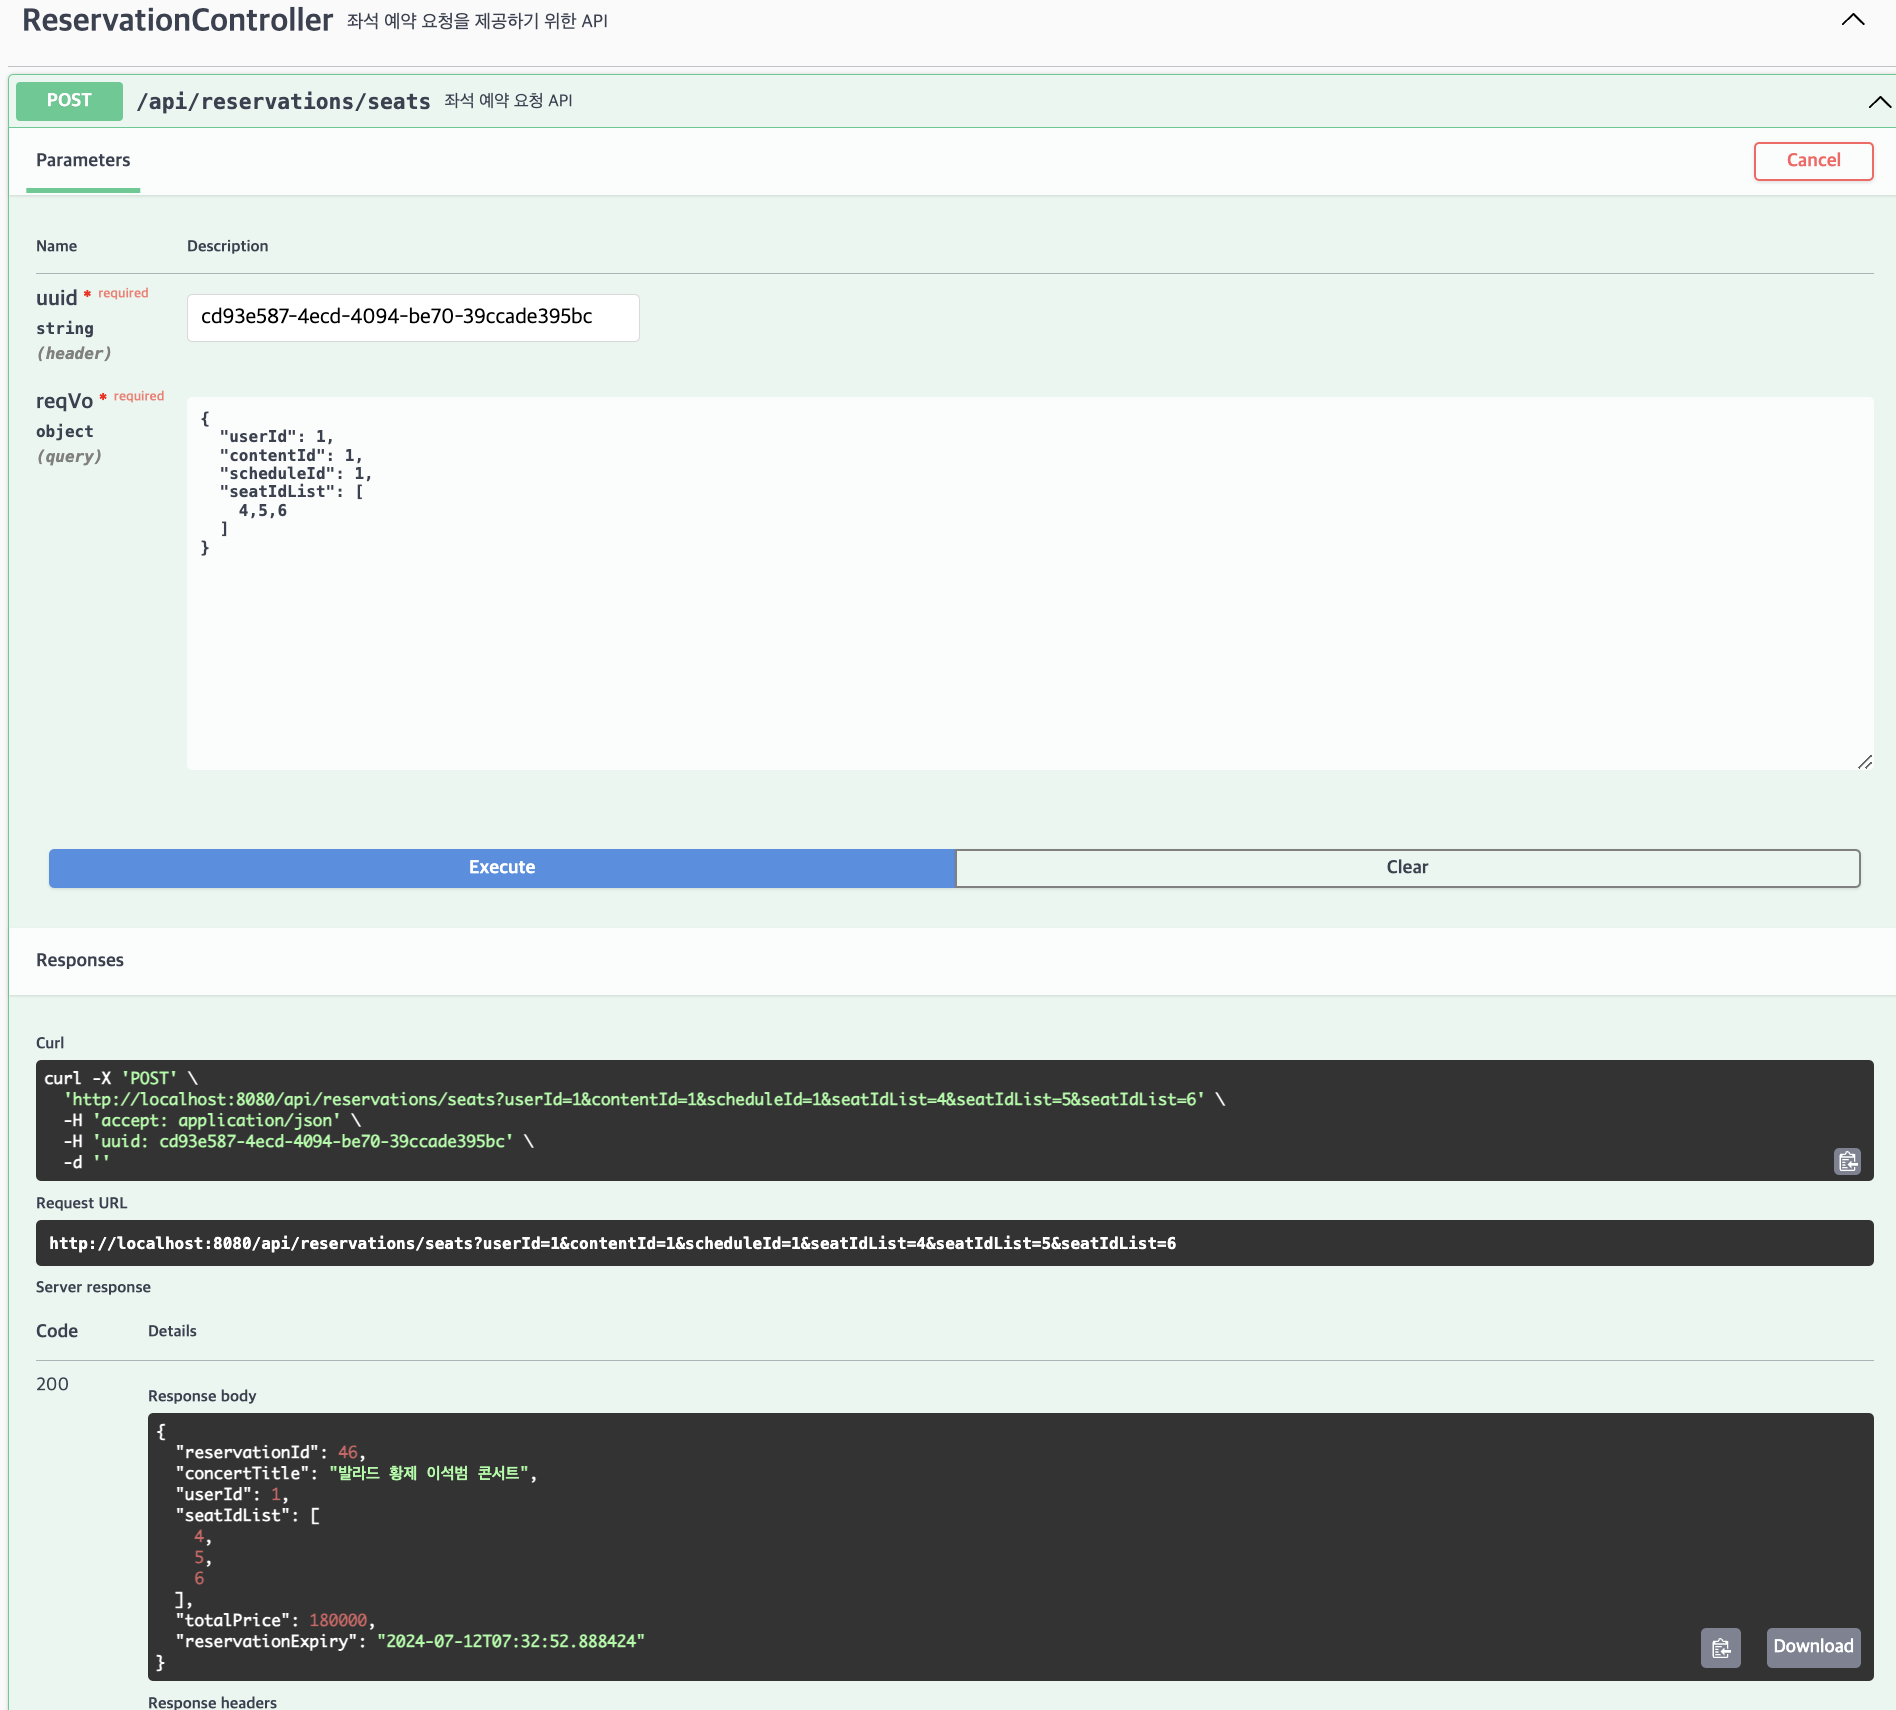 ReservationController 좌석 예약 요청을 제공하기 위한 API
POST /api/reservations/seats 좌석 예약 요청 API
Parameters
Cancel
Name Description
uuid * required
string
(header)
cd93e587-4ecd-4094-be70-39ccade395bc
reqVo * required
object
(query)
{
  "userId": 1,
  "contentId": 1,
  "scheduleId": 1,
  "seatIdList": [
    4,5,6
  ]
}
Execute
Clear
Responses
Curl
curl -X 'POST' \
  'http://localhost:8080/api/reservations/seats?userId=1&contentId=1&scheduleId=1&seatIdList=4&seatIdList=5&seatIdList=6' \
  -H 'accept: application/json' \
  -H 'uuid: cd93e587-4ecd-4094-be70-39ccade395bc' \
  -d ''
Request URL
http://localhost:8080/api/reservations/seats?userId=1&contentId=1&scheduleId=1&seatIdList=4&seatIdList=5&seatIdList=6
Server response
Code Details
200
Response body
{
  "reservationId": 46,
  "concertTitle": "발라드 황제 이석범 콘서트",
  "userId": 1,
  "seatIdList": [
    4,
    5,
    6
  ],
  "totalPrice": 180000,
  "reservationExpiry": "2024-07-12T07:32:52.888424"
}
Download
Response headers